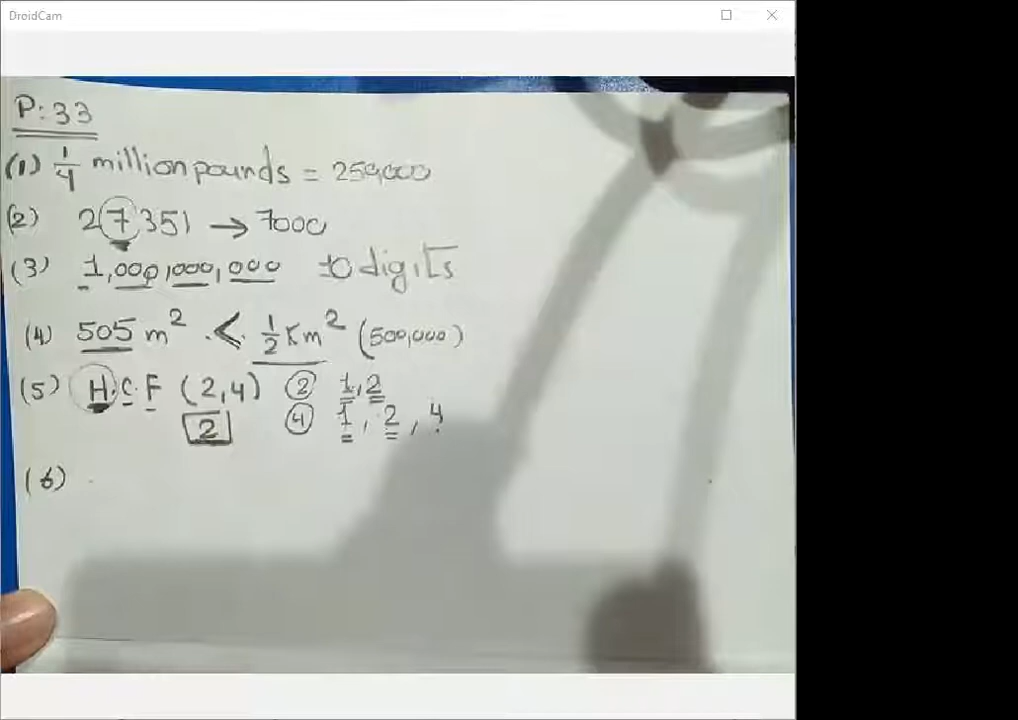 DroidCam
P: 33
(1) 1/4 million pounds = 250,000
(2) 27351 → 7000
(3) 1,000,000,000 10 digits
(4) 505 m² < 1/2 Km² (500,000)
(5) H.C.F (2,4) 2 1,2
2 4 1, 2, 4
(6)